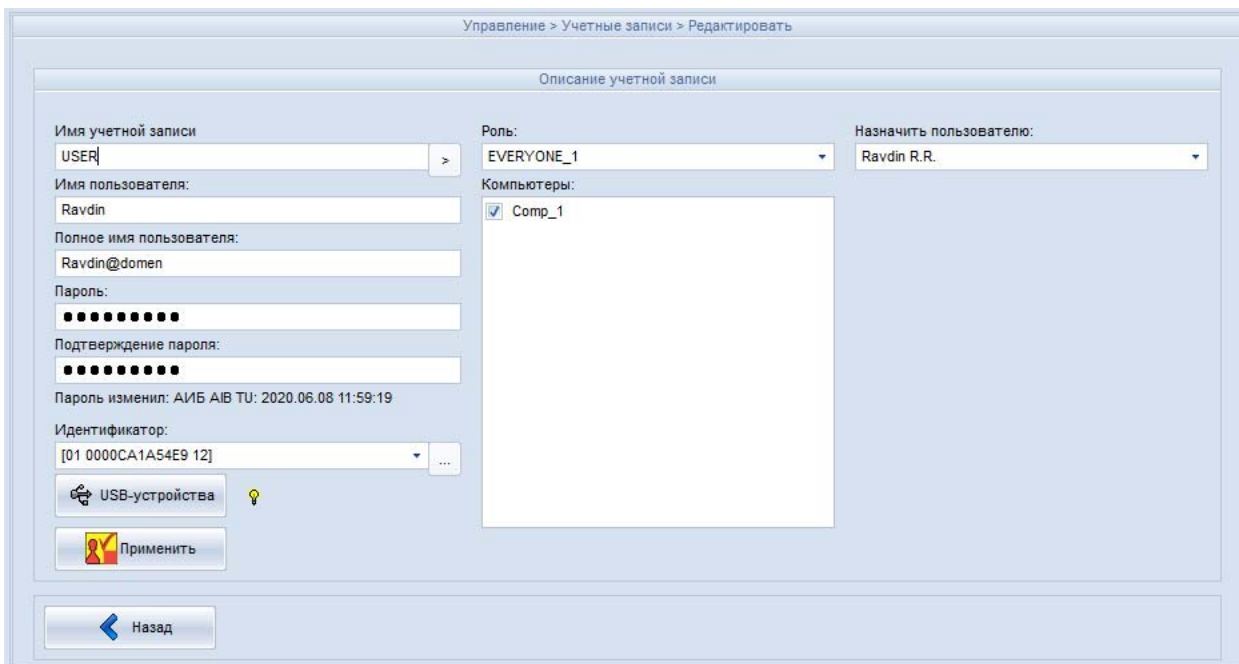 Управление > Учетные записи > Редактировать
Описание учетной записи
Имя учетной записи
USER
>
Имя пользователя:
Ravdin
Полное имя пользователя:
Ravdin@domen
Пароль:
●●●●●●●●●
Подтверждение пароля:
●●●●●●●●●
Пароль изменил: АИБ AIB TU: 2020.06.08 11:59:19
Идентификатор:
[01 0000CA1A54E9 12]
...
USB-устройства
Применить
Роль:
EVERYONE_1
Компьютеры:
Comp_1
Назначить пользователю:
Ravdin R.R.
Назад